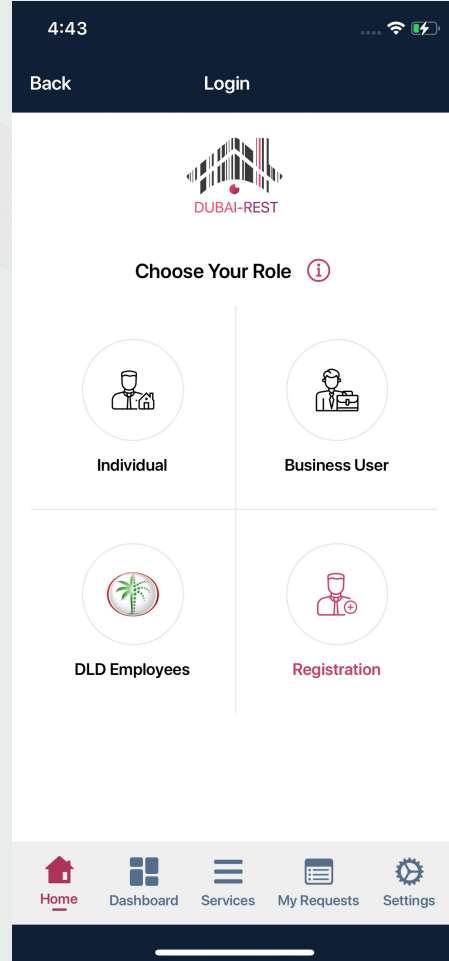 4:43
Back Login
DUBAI-REST
Choose Your Role i
Individual Business User
DLD Employees Registration
Home Dashboard Services My Requests Settings